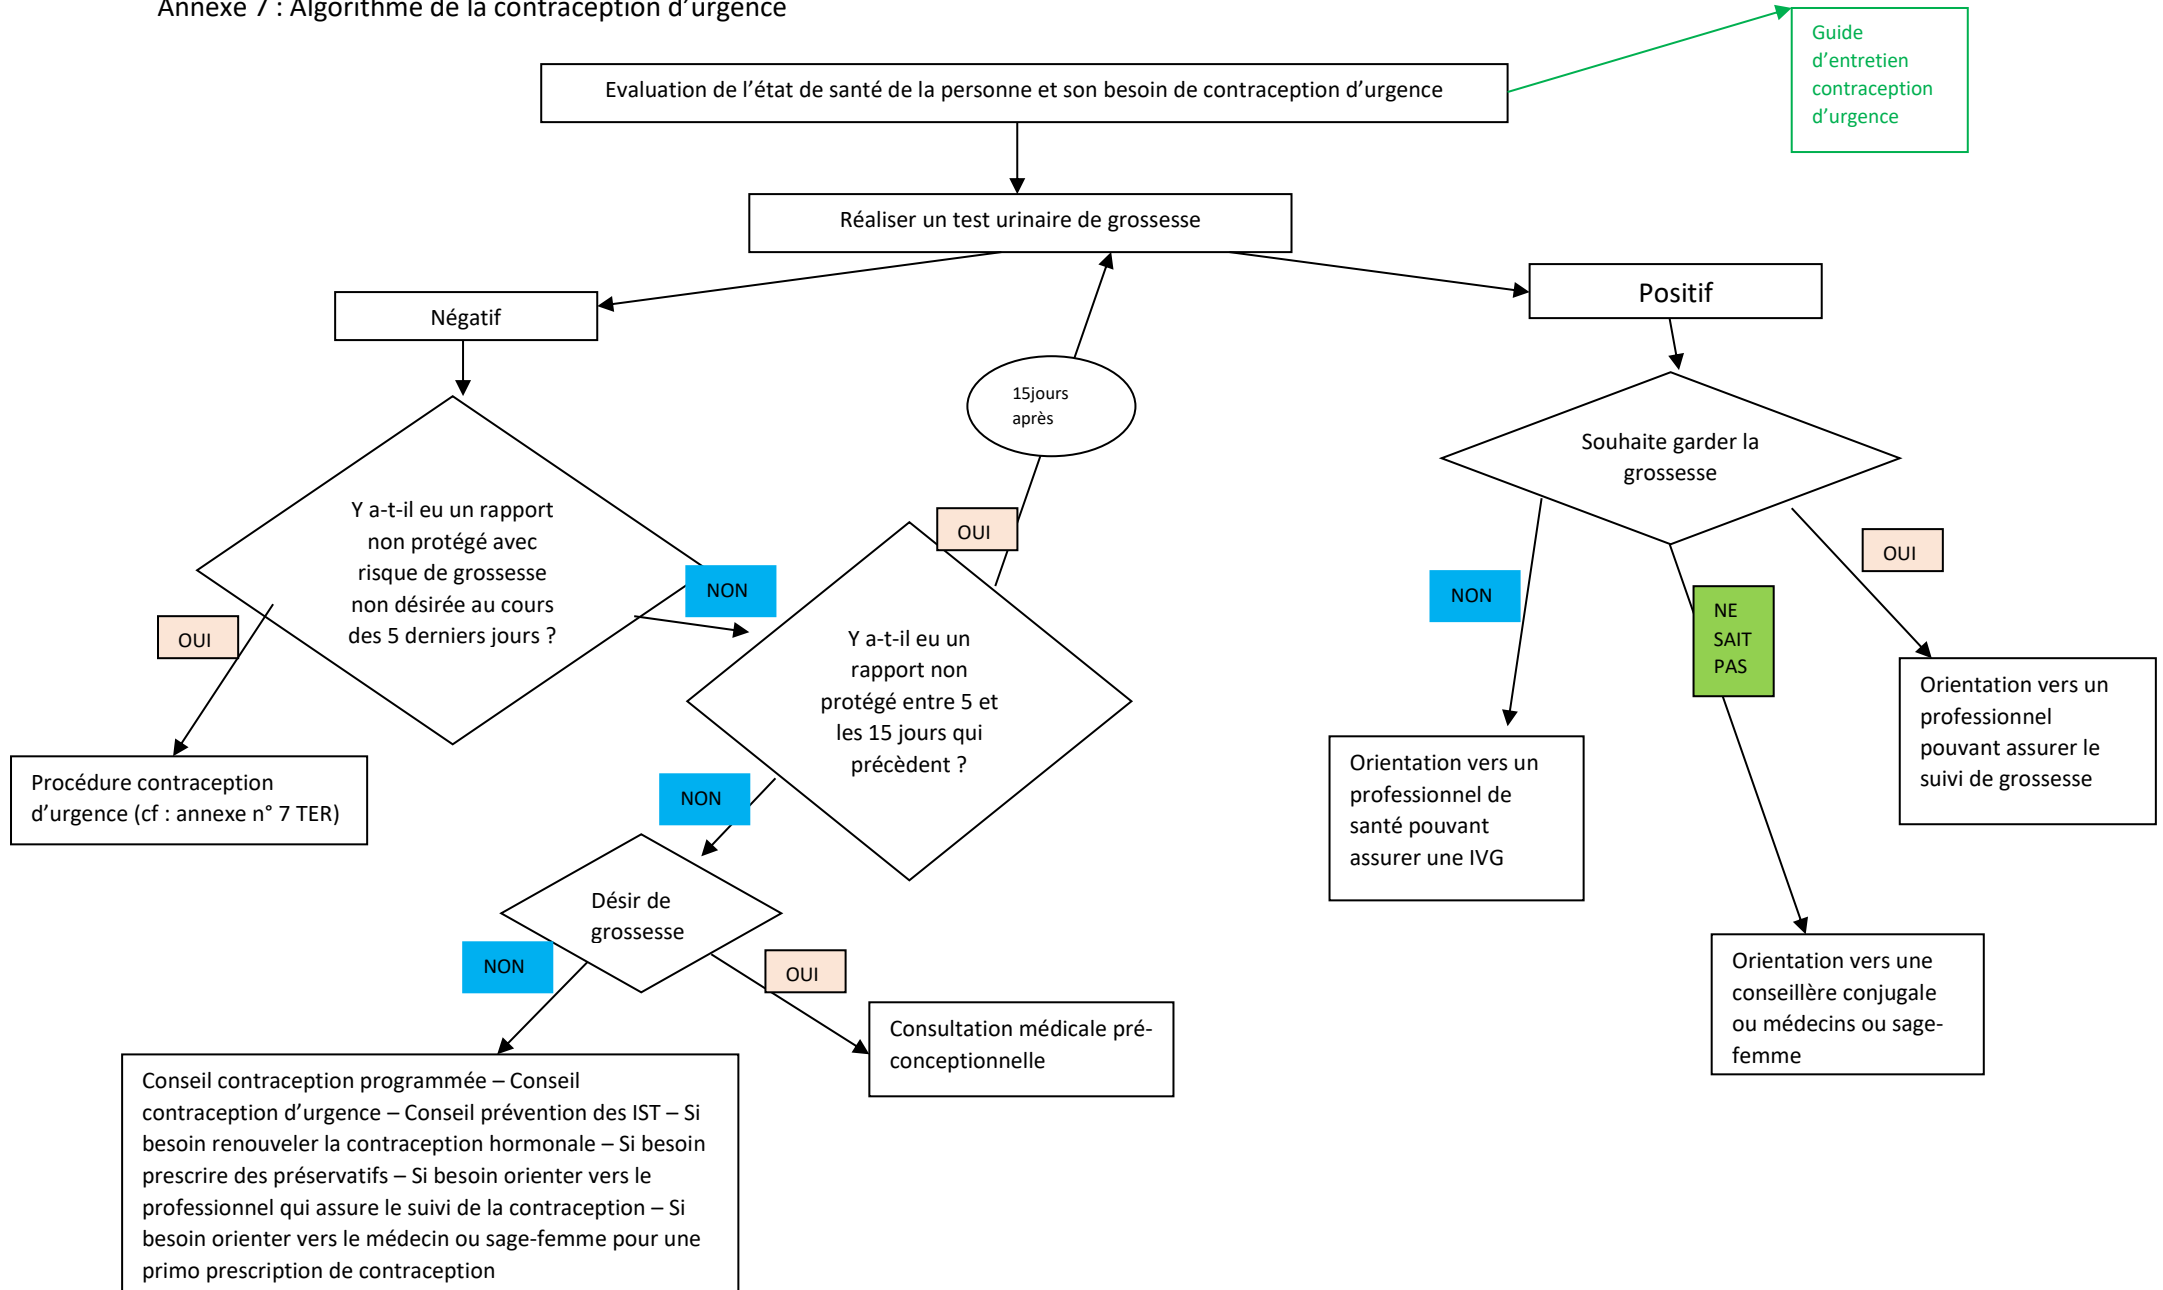 Annexe 7 : Algorithme de la contraception d’urgence
Guide
d’entretien
contraception
d’urgence
Evaluation de l’état de santé de la personne et son besoin de contraception d’urgence
Réaliser un test urinaire de grossesse
Négatif
Positif
15jours
après
Souhaite garder la
grossesse
Y a-t-il eu un rapport
non protégé avec
risque de grossesse
non désirée au cours
des 5 derniers jours ?
OUI
NON
OUI
Y a-t-il eu un
rapport non
protégé entre 5 et
les 15 jours qui
précèdent ?
NON
NE
SAIT
PAS
OUI
Procédure contraception
d’urgence (cf : annexe n° 7 TER)
NON
Orientation vers un
professionnel de
santé pouvant
assurer une IVG
Orientation vers un
professionnel
pouvant assurer le
suivi de grossesse
Désir de
grossesse
NON
OUI
Consultation médicale pré-
conceptionnelle
Orientation vers une
conseillère conjugale
ou médecins ou sage-
femme
Conseil contraception programmée – Conseil
contraception d’urgence – Conseil prévention des IST – Si
besoin renouveler la contraception hormonale – Si besoin
prescrire des préservatifs – Si besoin orienter vers le
professionnel qui assure le suivi de la contraception – Si
besoin orienter vers le médecin ou sage-femme pour une
primo prescription de contraception